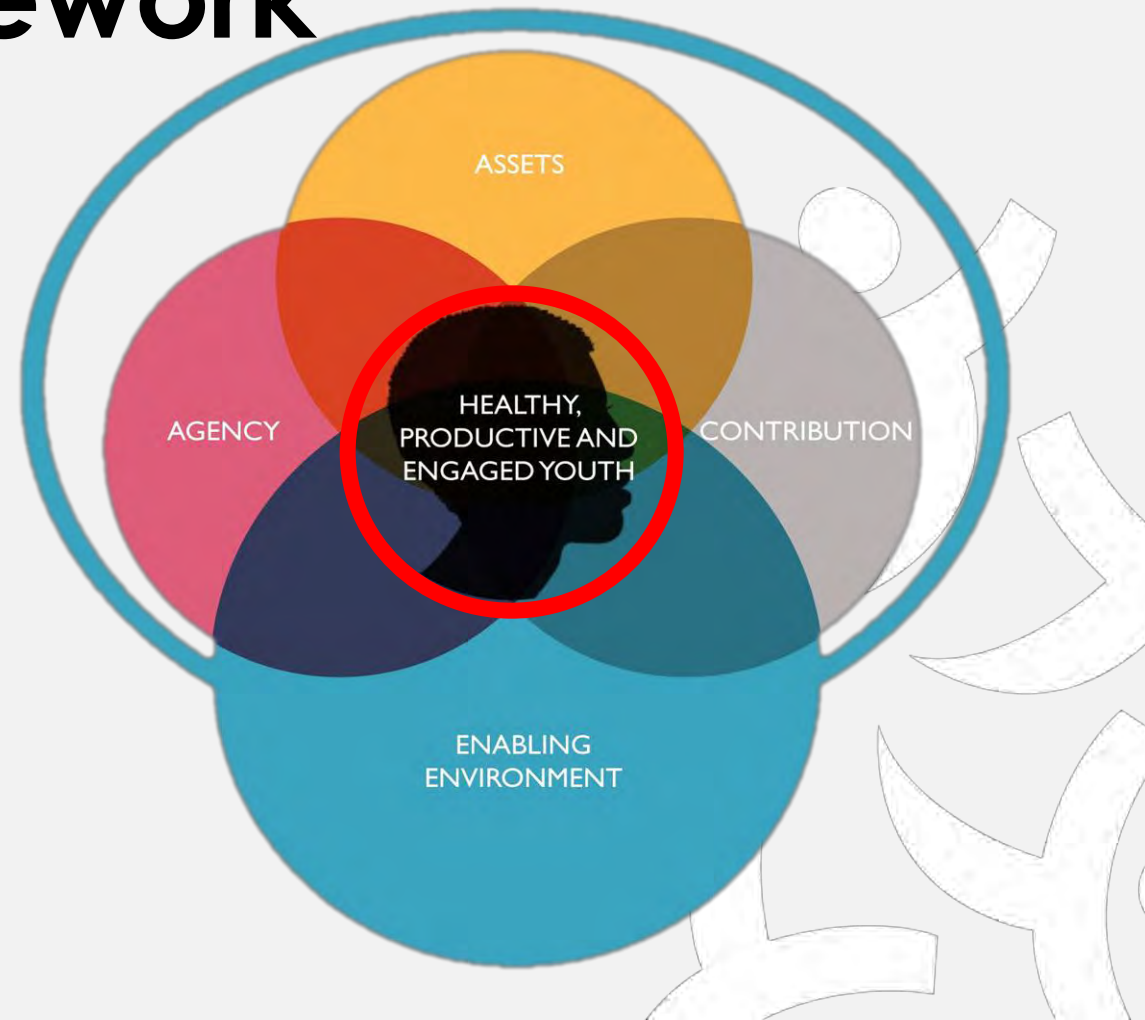 ework
ASSETS
AGENCY
HEALTHY,
PRODUCTIVE AND
ENGAGED YOUTH
CONTRIBUTION
ENABLING
ENVIRONMENT